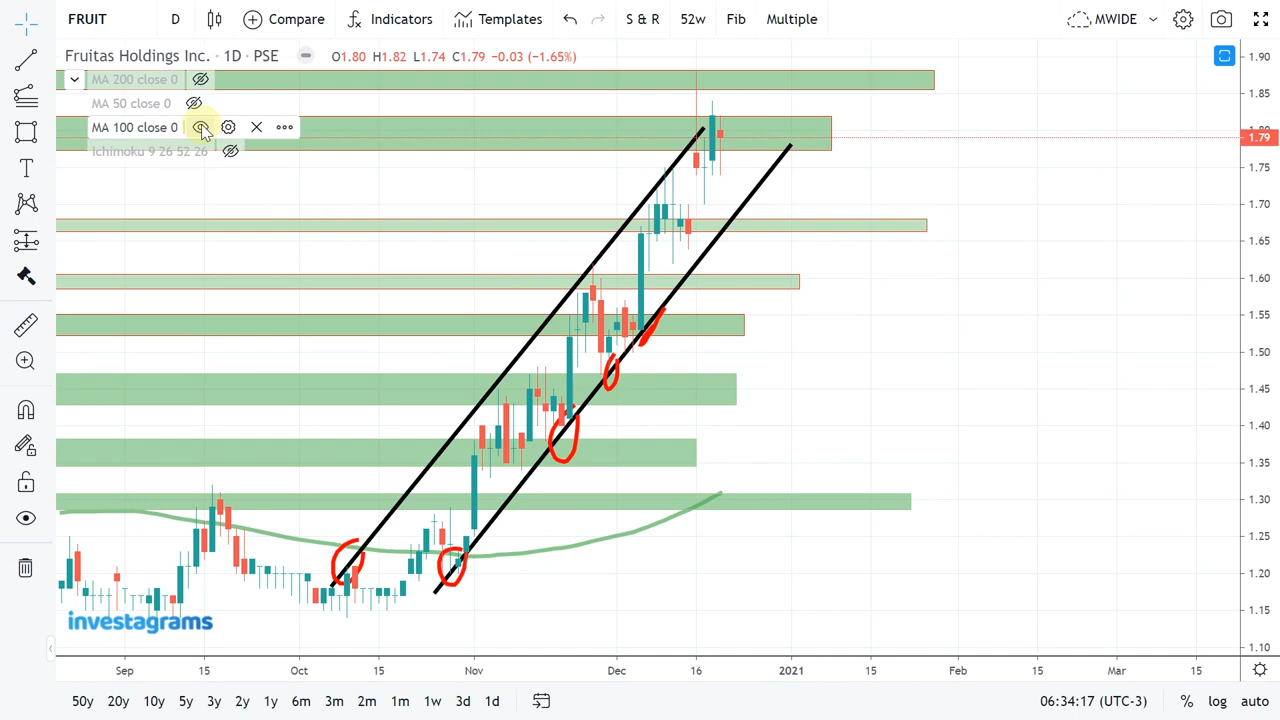 FRUIT D Compare Indicators Templates S & R 52w Fib Multiple MWIDE
Fruitas Holdings Inc. · 1D · PSE O1.80 H1.82 L1.74 C1.79 -0.03 (-1.65%)
MA 200 close 0
MA 50 close 0
MA 100 close 0
Ichimoku 9 26 52 26
1.90
1.85
1.80
1.79
1.75
1.70
1.65
1.60
1.55
1.50
1.45
1.40
1.35
1.30
1.25
1.20
1.15
1.10
investagrams
Sep 15 Oct 15 Nov Dec 16 2021 15 Feb 15 Mar 15
50y 20y 10y 5y 3y 2y 1y 6m 3m 2m 1m 1w 3d 1d 06:34:17 (UTC-3) % log auto